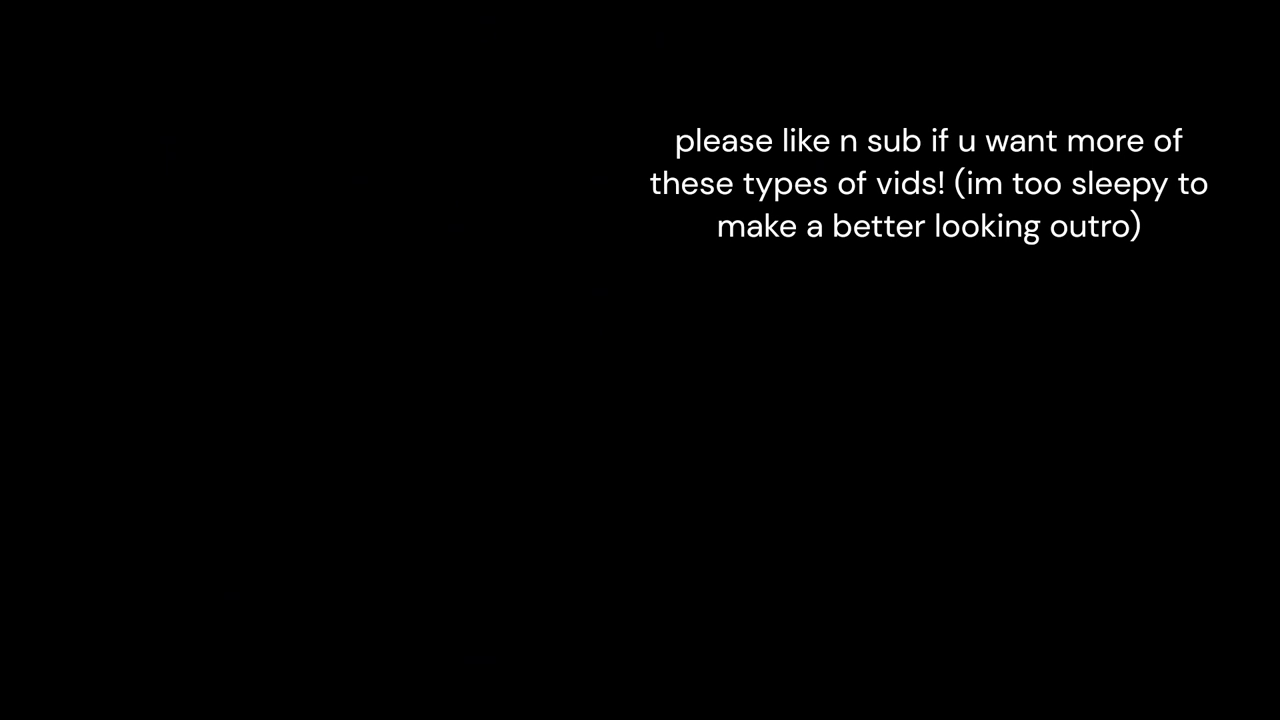 please like n sub if u want more of
these types of vids! (im too sleepy to
make a better looking outro)